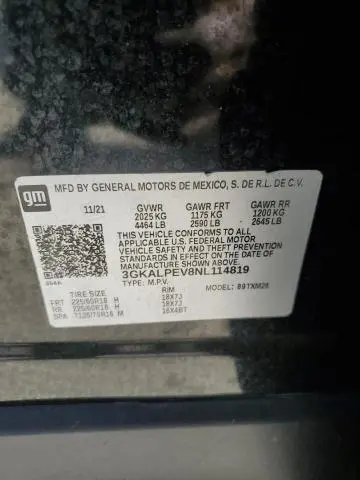 gm
MFD BY GENERAL MOTORS DE MEXICO, S. DE R.L. DE C.V.
11/21 GVWR GAWR FRT GAWR RR
2025 KG 1175 KG 1200 KG
4464 LB 2590 LB 2645 LB
THIS VEHICLE CONFORMS TO ALL
APPLICABLE U.S. FEDERAL MOTOR
VEHICLE SAFETY AND THEFT PREVENTION
STANDARDS IN EFFECT ON THE DATE OF
MANUFACTURE SHOWN ABOVE.
3GKALPEV8NL114819
TYPE: M.P.V. MODEL: 89TXM26
TIRE SIZE RIM
FRT 225/60R18 H 18X7J
RR 225/60R18 H 18X7J
SPA T125/70R16 M 16X4BT